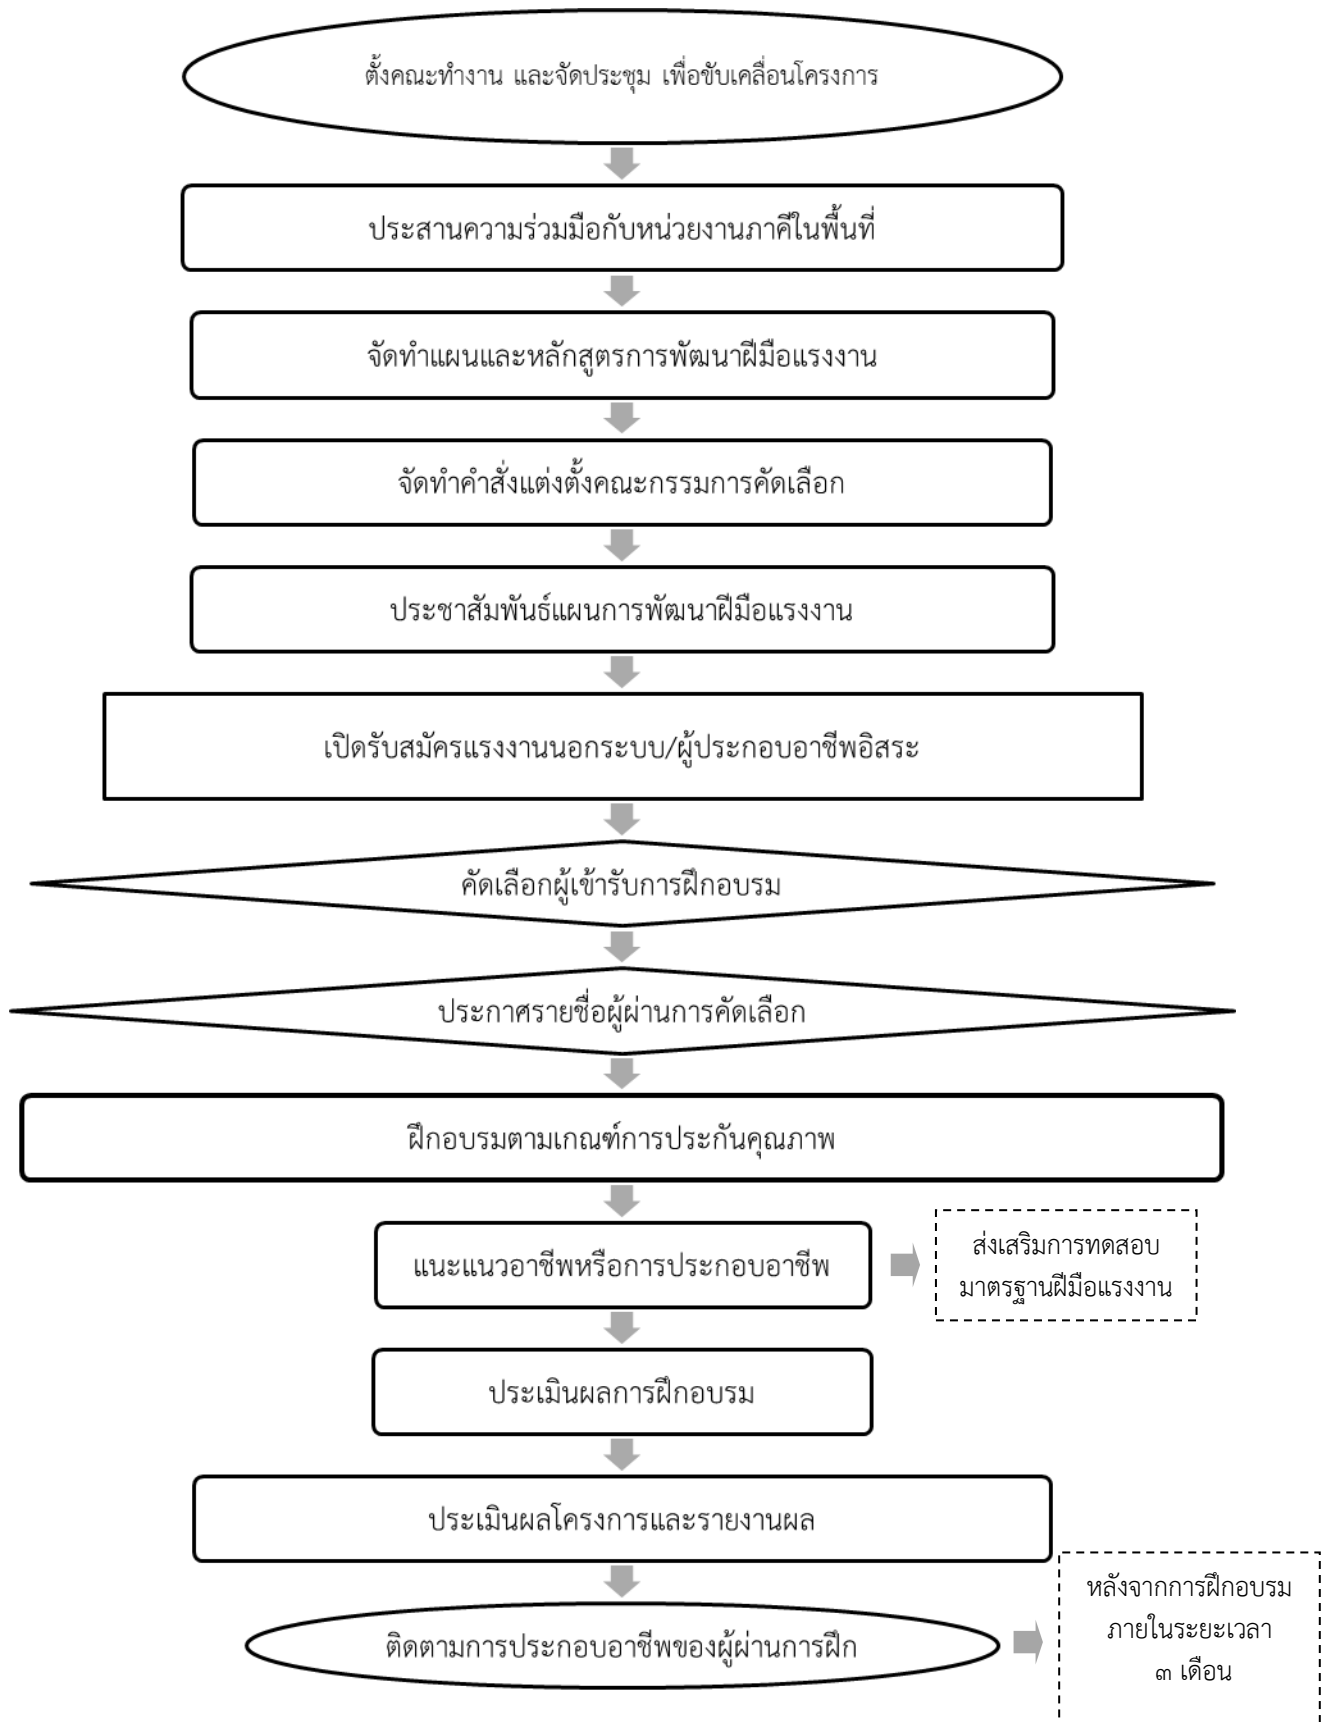 ตั้งคณะทำงาน และจัดประชุม เพื่อขับเคลื่อนโครงการ
ประสานความร่วมมือกับหน่วยงานภาคีในพื้นที่
จัดทำแผนและหลักสูตรการพัฒนาฝีมือแรงงาน
จัดทำคำสั่งแต่งตั้งคณะกรรมการคัดเลือก
ประชาสัมพันธ์แผนการพัฒนาฝีมือแรงงาน
เปิดรับสมัครแรงงานนอกระบบ/ผู้ประกอบอาชีพอิสระ
คัดเลือกผู้เข้ารับการฝึกอบรม
ประกาศรายชื่อผู้ผ่านการคัดเลือก
ฝึกอบรมตามเกณฑ์การประกันคุณภาพ
แนะแนวอาชีพหรือการประกอบอาชีพ
ส่งเสริมการทดสอบ
มาตรฐานฝีมือแรงงาน
ประเมินผลการฝึกอบรม
ประเมินผลโครงการและรายงานผล
ติดตามการประกอบอาชีพของผู้ผ่านการฝึก
หลังจากการฝึกอบรม
ภายในระยะเวลา
๓ เดือน